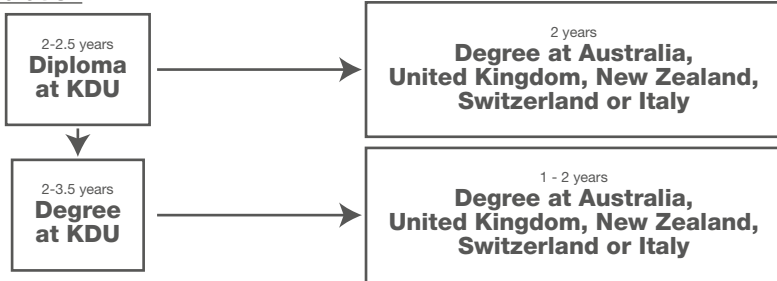 2-2.5 years
Diploma
at KDU
2 years
Degree at Australia,
United Kingdom, New Zealand,
Switzerland or Italy
2-3.5 years
Degree
at KDU
1 - 2 years
Degree at Australia,
United Kingdom, New Zealand,
Switzerland or Italy